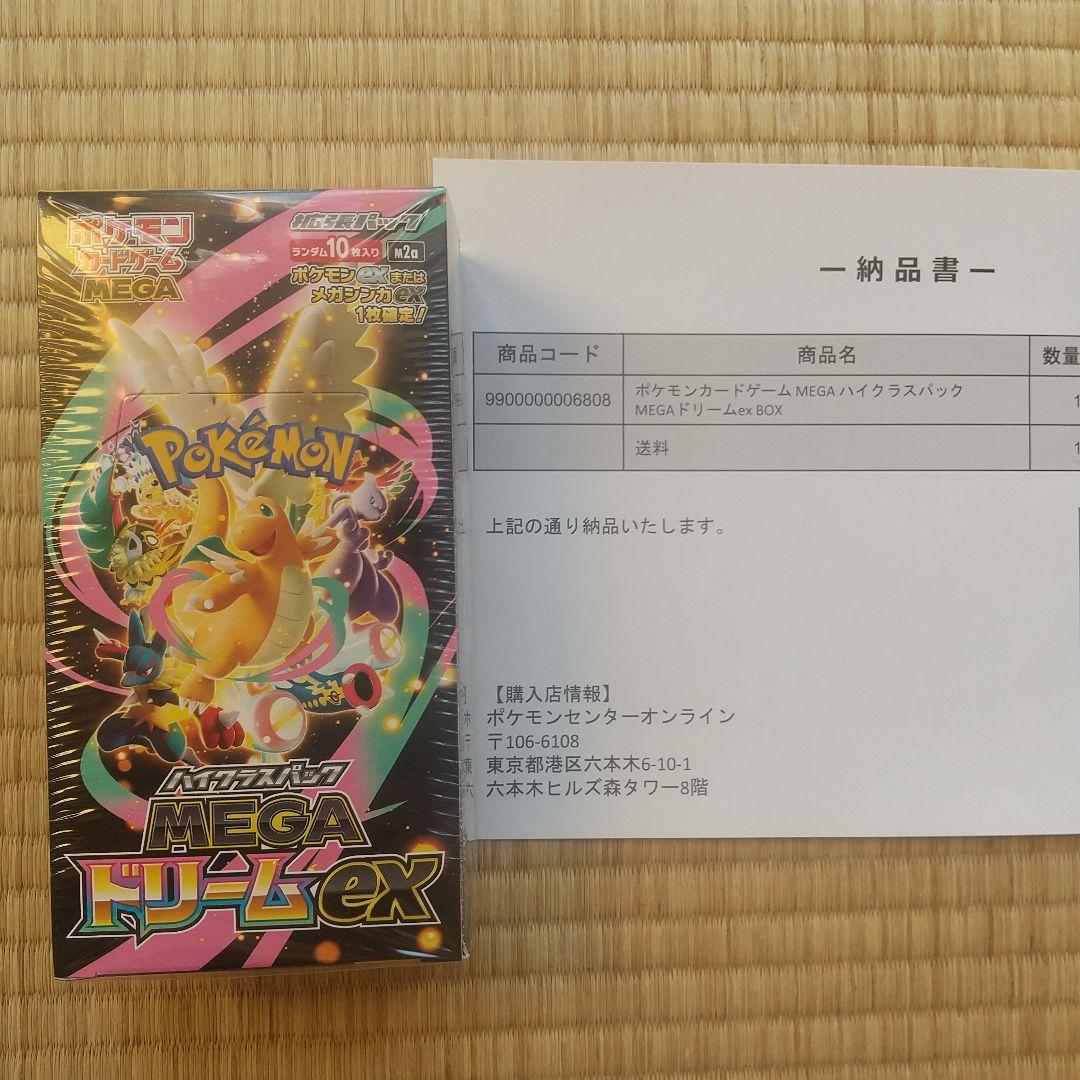 ポケモン
カードゲーム
MEGA
拡張パック
ランダム10枚入り M2a
ポケモンexまたは
メガシンカex
1枚確定!
POKéMON
ハイクラスパック
MEGA
ドリームex
ー納品書ー
商品コード 商品名 数量
9900000006808 ポケモンカードゲーム MEGA ハイクラスパック
MEGAドリームex BOX 1
送料 1
上記の通り納品いたします。
【購入店情報】
ポケモンセンターオンライン
〒106-6108
東京都港区六本木6-10-1
六本木ヒルズ森タワー8階